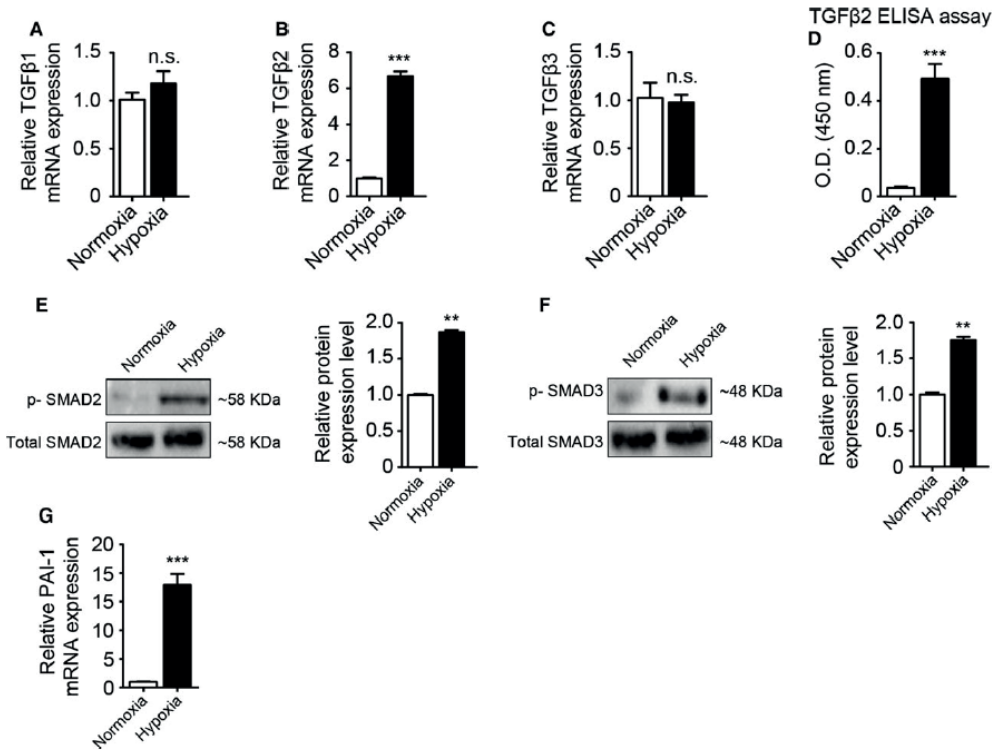 A
Relative TGFβ1
mRNA expression
1.5
1.0
0.5
0
n.s.
Normoxia
Hypoxia
B
Relative TGFβ2
mRNA expression
8
6
4
2
0
***
Normoxia
Hypoxia
C
Relative TGFβ3
mRNA expression
1.5
1.0
0.5
0
n.s.
Normoxia
Hypoxia
TGFβ2 ELISA assay
D
O.D. (450 nm)
0.6
0.4
0.2
0
***
Normoxia
Hypoxia
E
Normoxia
Hypoxia
p- SMAD2
~58 KDa
Total SMAD2
~58 KDa
Relative protein
expression level
2.0
1.5
1.0
0.5
0
**
Normoxia
Hypoxia
F
Normoxia
Hypoxia
p- SMAD3
~48 KDa
Total SMAD3
~48 KDa
Relative protein
expression level
2.0
1.5
1.0
0.5
0
**
Normoxia
Hypoxia
G
Relative PAI-1
mRNA expression
20
15
5
0
***
Normoxia
Hypoxia